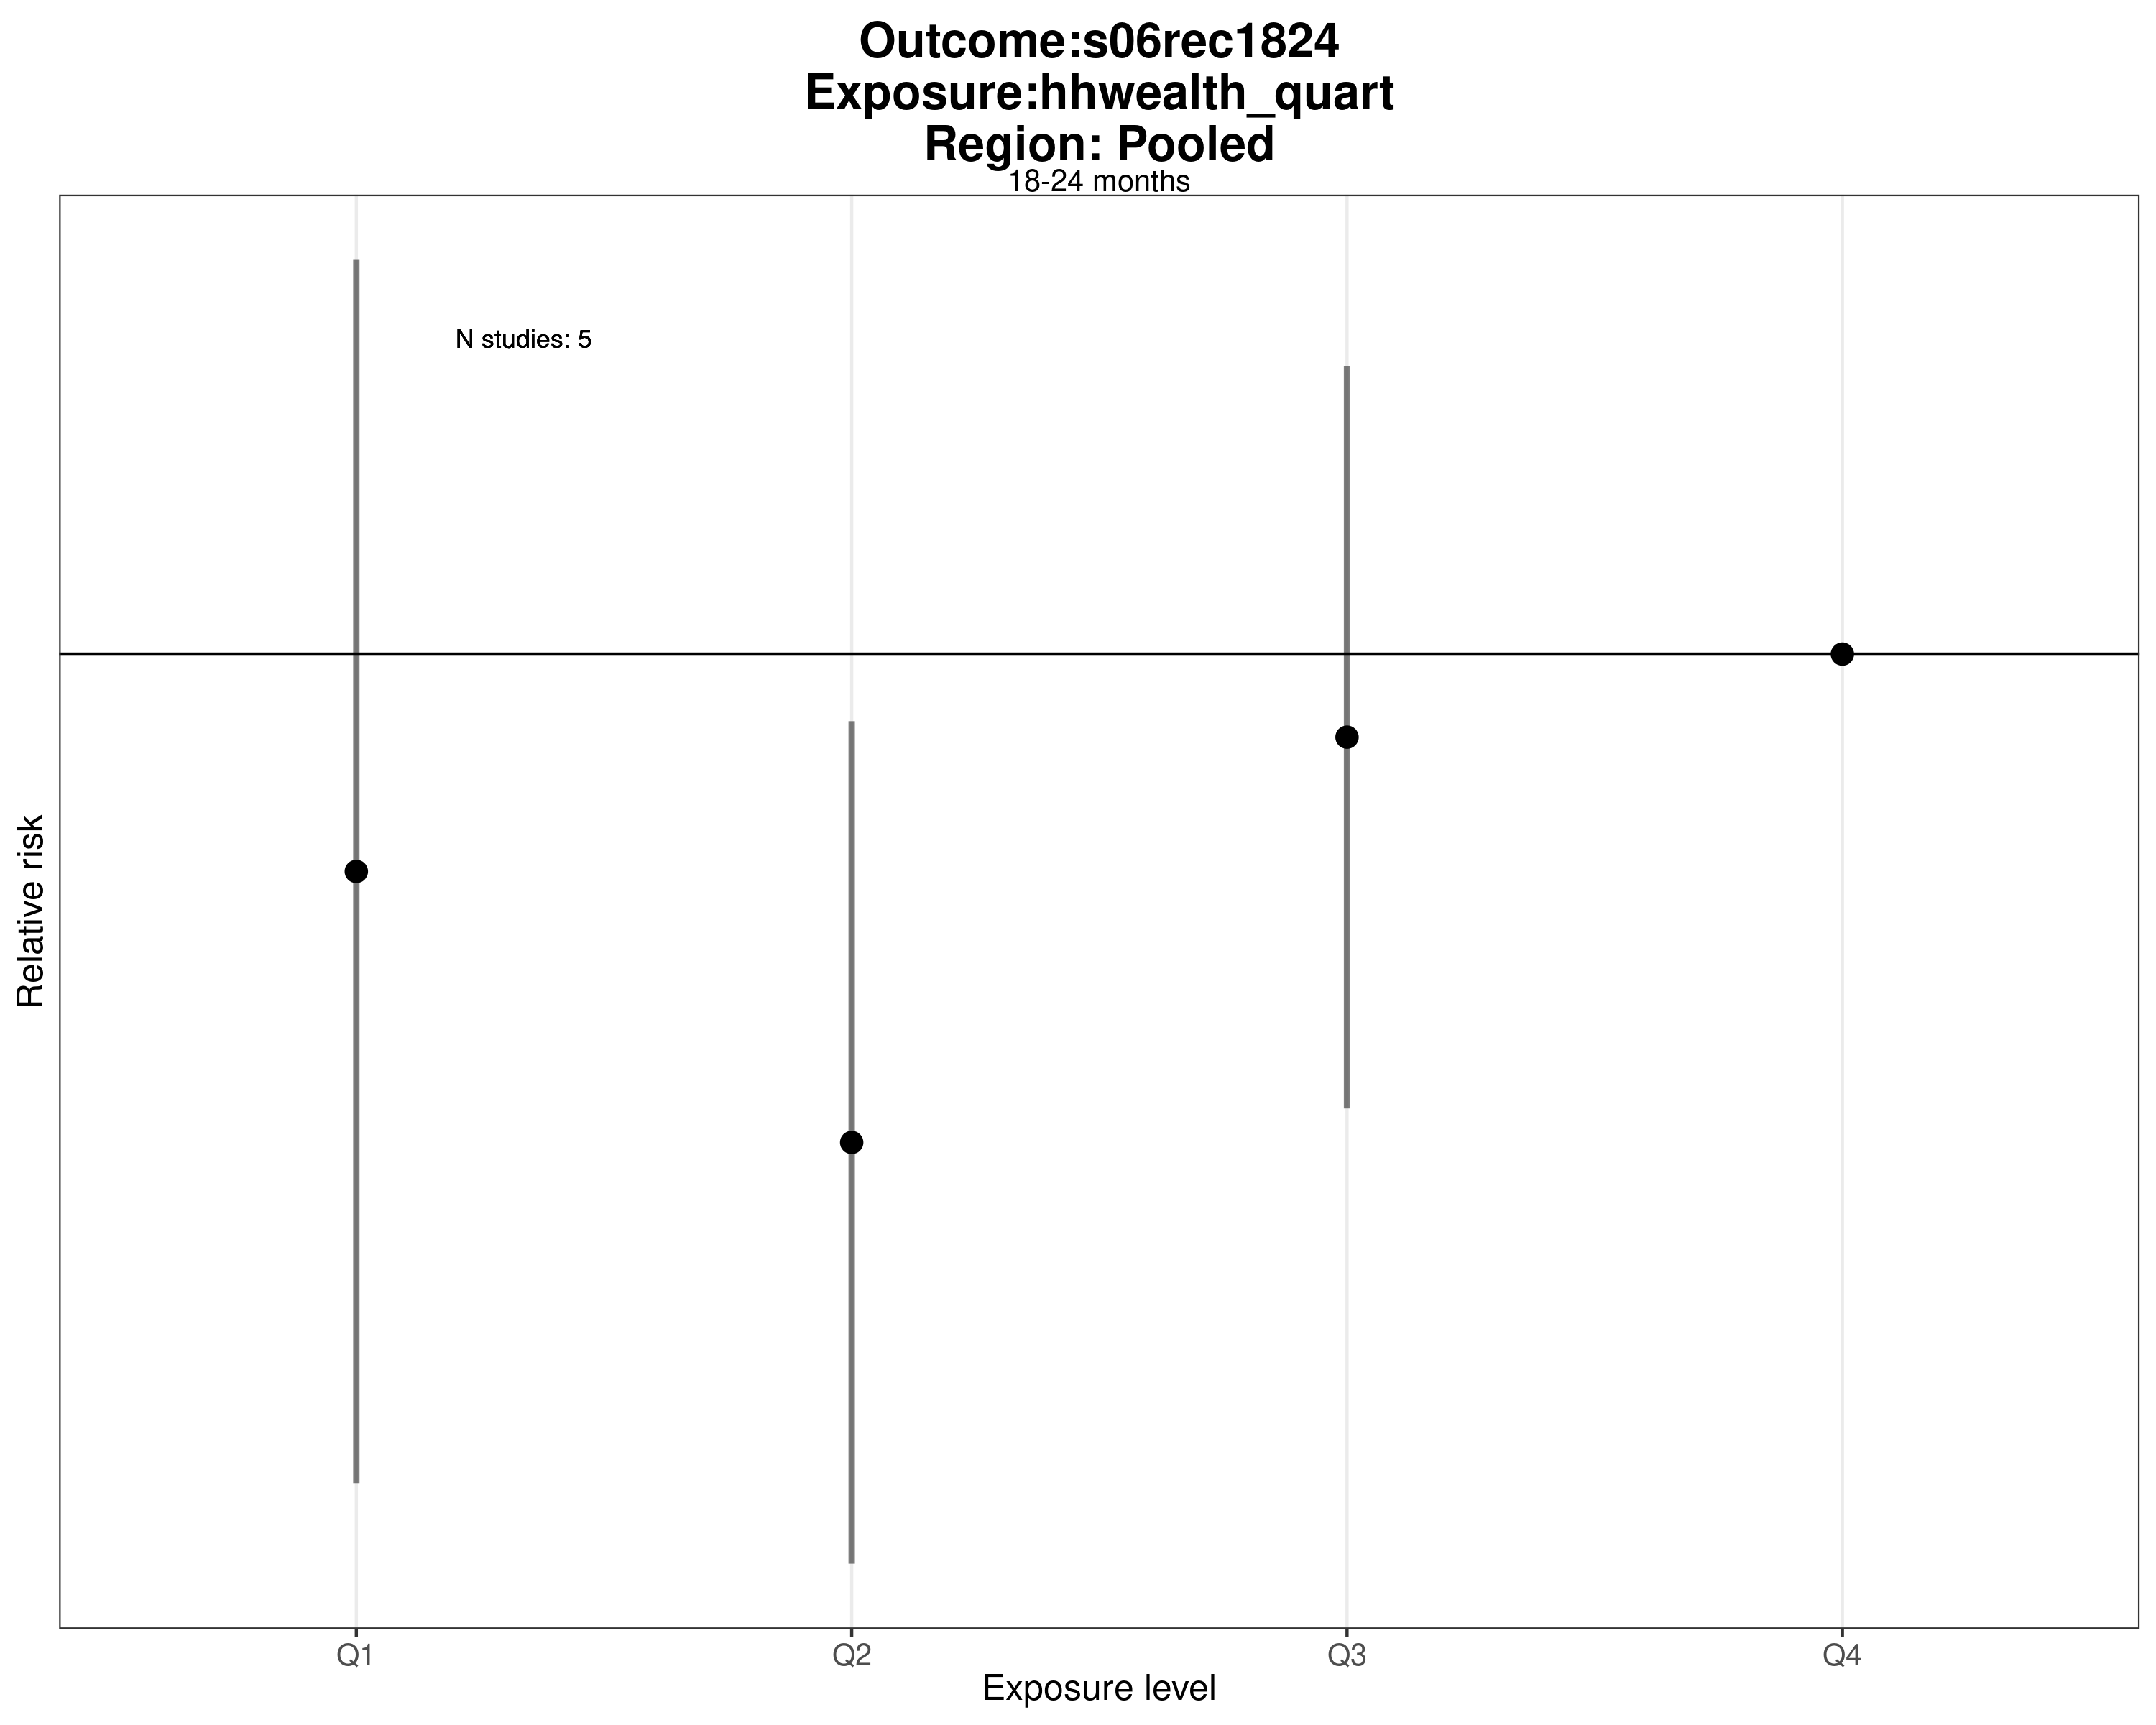 Outcome:s06rec1824
Exposure:hhwealth_quart
Region: Pooled
18-24 months
N studies: 5
Relative risk
Q1
Q2
Q3
Q4
Exposure level